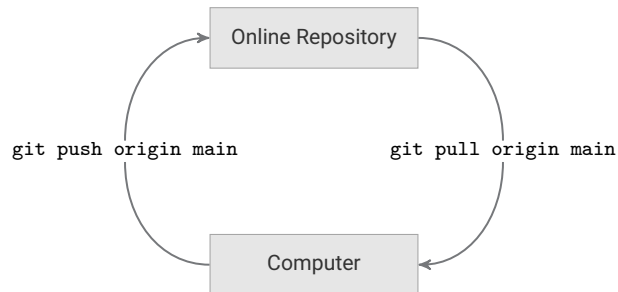 Online Repository
git push origin main
git pull origin main
Computer